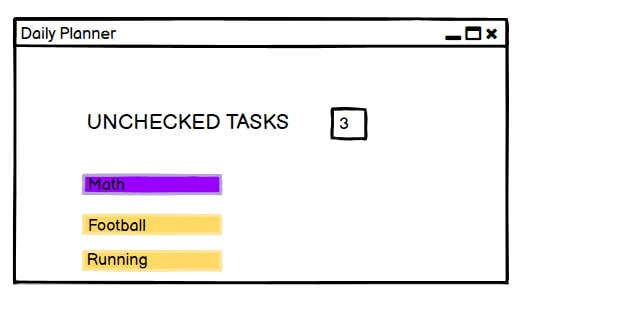 Daily Planner
UNCHECKED TASKS 3
Math
Football
Running